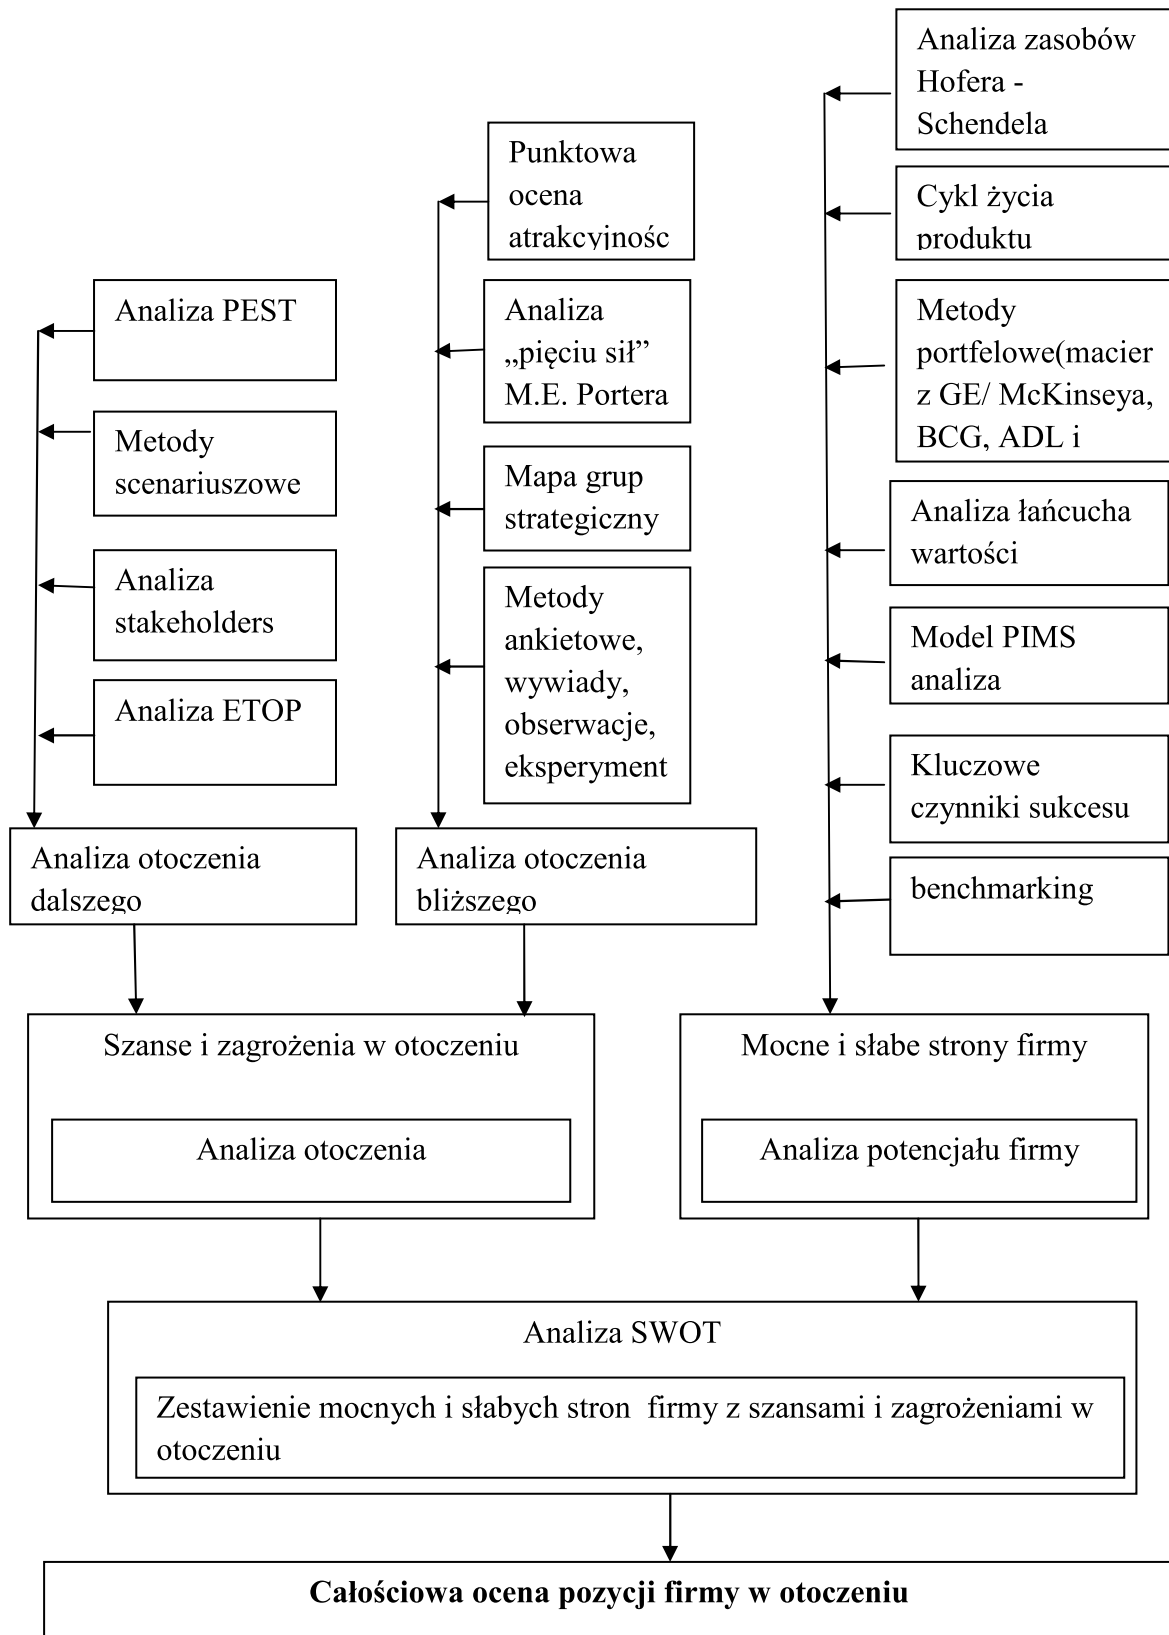 Analiza PEST
Metody
scenariuszowe
Analiza
stakeholders
Analiza ETOP
Analiza otoczenia
dalszego
Punktowa
ocena
atrakcyjnośc
Analiza
„pięciu sił”
M.E. Portera
Mapa grup
strategiczny
Metody
ankietowe,
wywiady,
obserwacje,
eksperyment
Analiza otoczenia
bliższego
Analiza zasobów
Hofera -
Schendela
Cykl życia
produktu
Metody
portfelowe(macier
z GE/ McKinseya,
BCG, ADL i
Analiza łańcucha
wartości
Model PIMS
analiza
Kluczowe
czynniki sukcesu
benchmarking
Szanse i zagrożenia w otoczeniu
Analiza otoczenia
Mocne i słabe strony firmy
Analiza potencjału firmy
Analiza SWOT
Zestawienie mocnych i słabych stron  firmy z szansami i zagrożeniami w
otoczeniu
Całościowa ocena pozycji firmy w otoczeniu